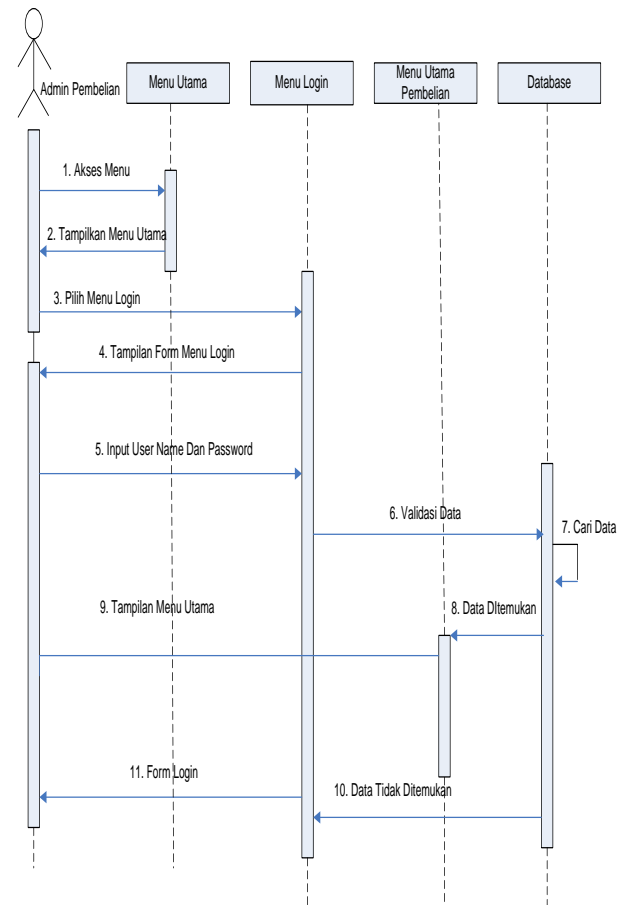 Admin Pembelian
Menu Utama
Menu Login
Menu Utama
Pembelian
Database
1. Akses Menu
2. Tampilkan Menu Utama
3. Pilih Menu Login
4. Tampilan Form Menu Login
5. Input User Name Dan Password
6. Validasi Data
7. Cari Data
8. Data DItemukan
9. Tampilan Menu Utama
10. Data Tidak Ditemukan
11. Form Login